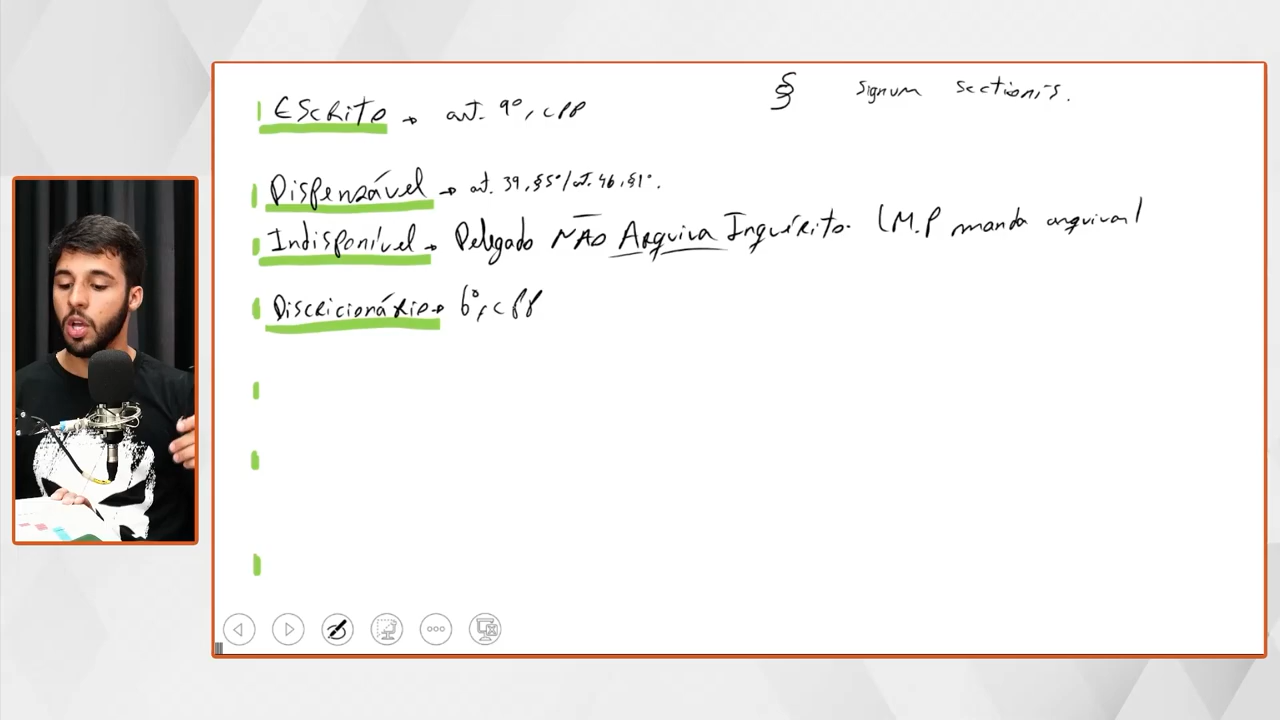 Escrito → art. 9º, CPP
§ signum sectionis.
Dispensável → art. 39, §5º/art. 46, §1º.
Indisponível → Delegado NÃO Arquiva Inquérito. (M.P manda arquivar)
Discricionário → 6º, CPP